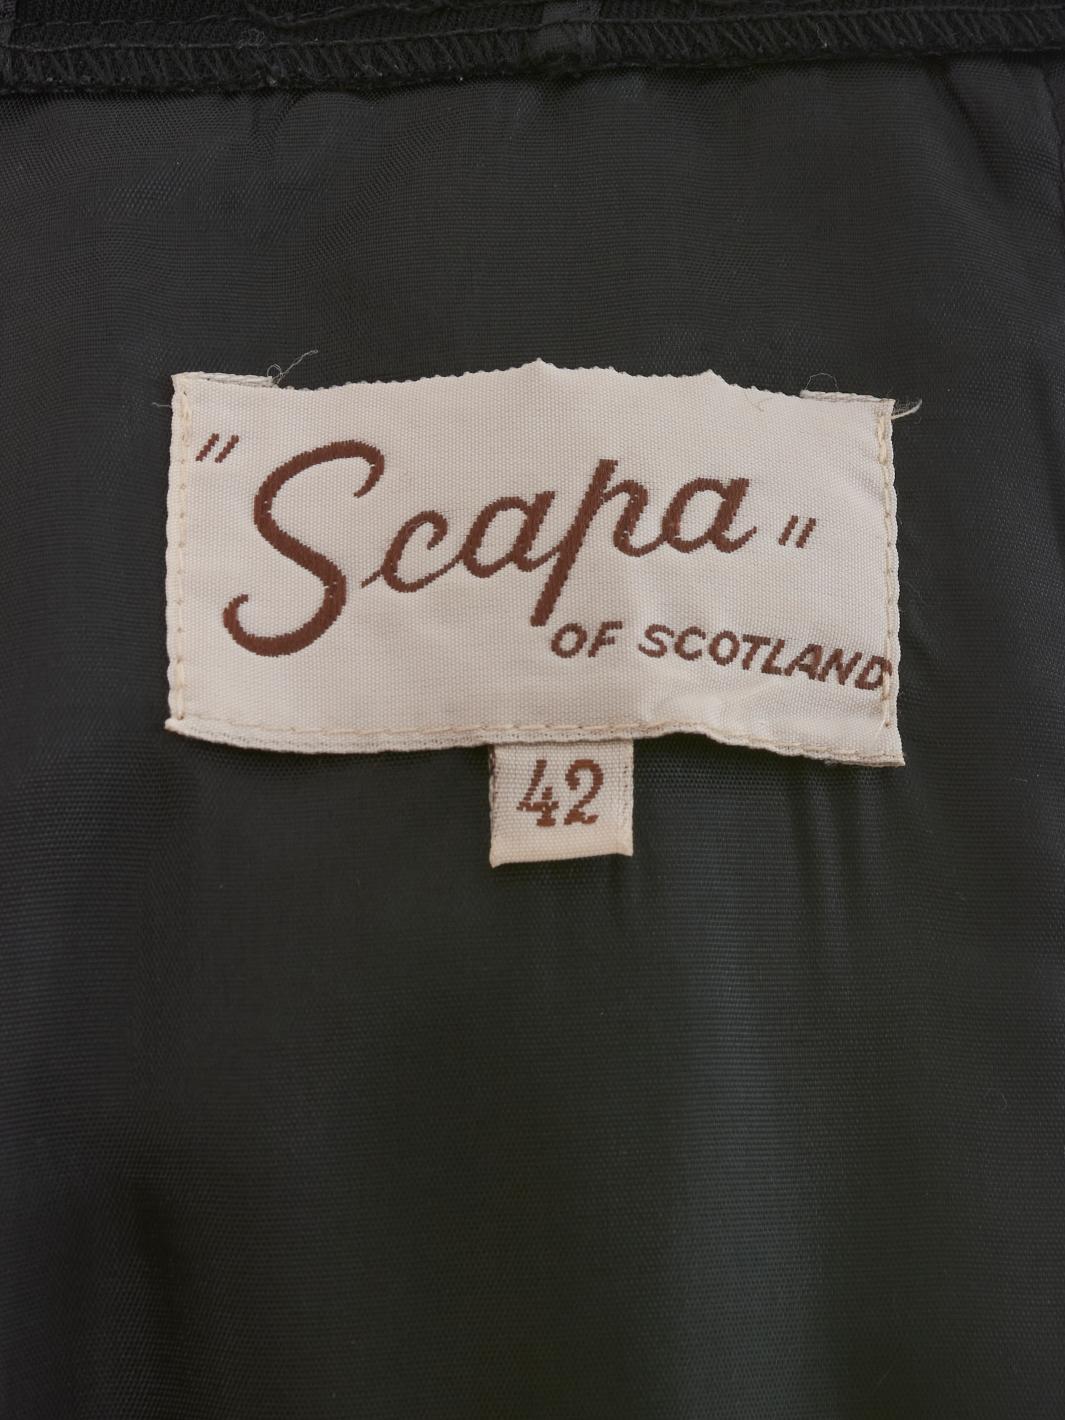 "Scapa"
OF SCOTLAND
42